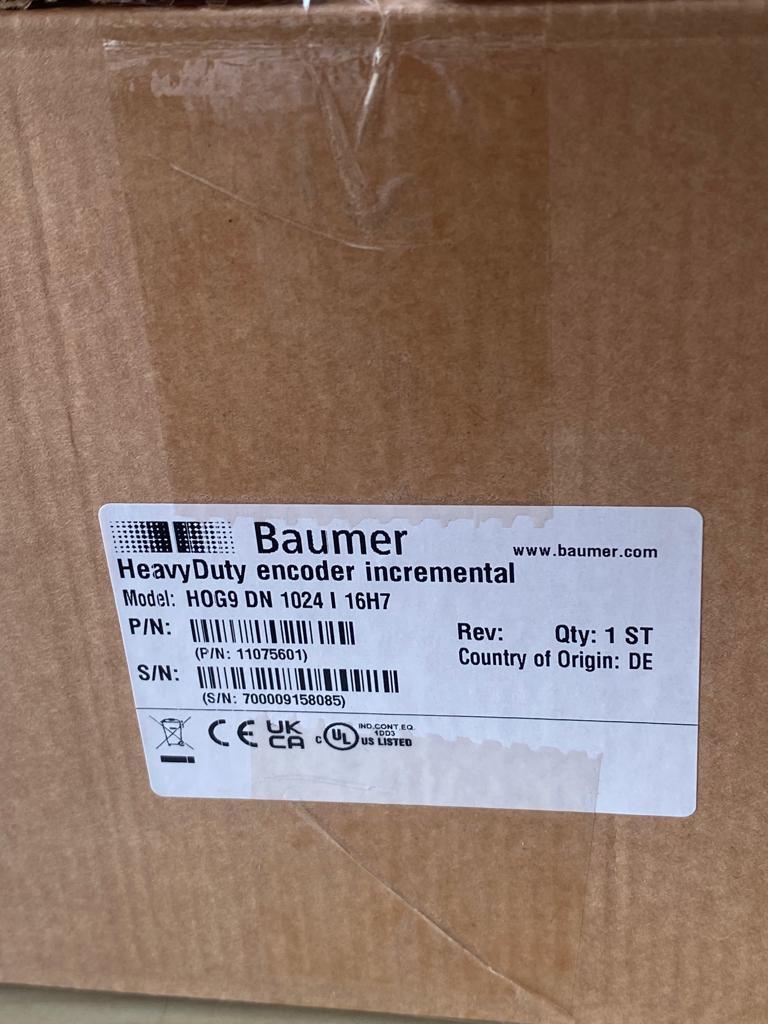 Baumer
www.baumer.com
HeavyDuty encoder incremental
Model: HOG9 DN 1024 I 16H7
P/N:
(P/N: 11075601)
Rev: Qty: 1 ST
Country of Origin: DE
S/N:
(S/N: 700009158085)
CE UK CA
c UL US LISTED
IND.CONT.EQ.
1DD3